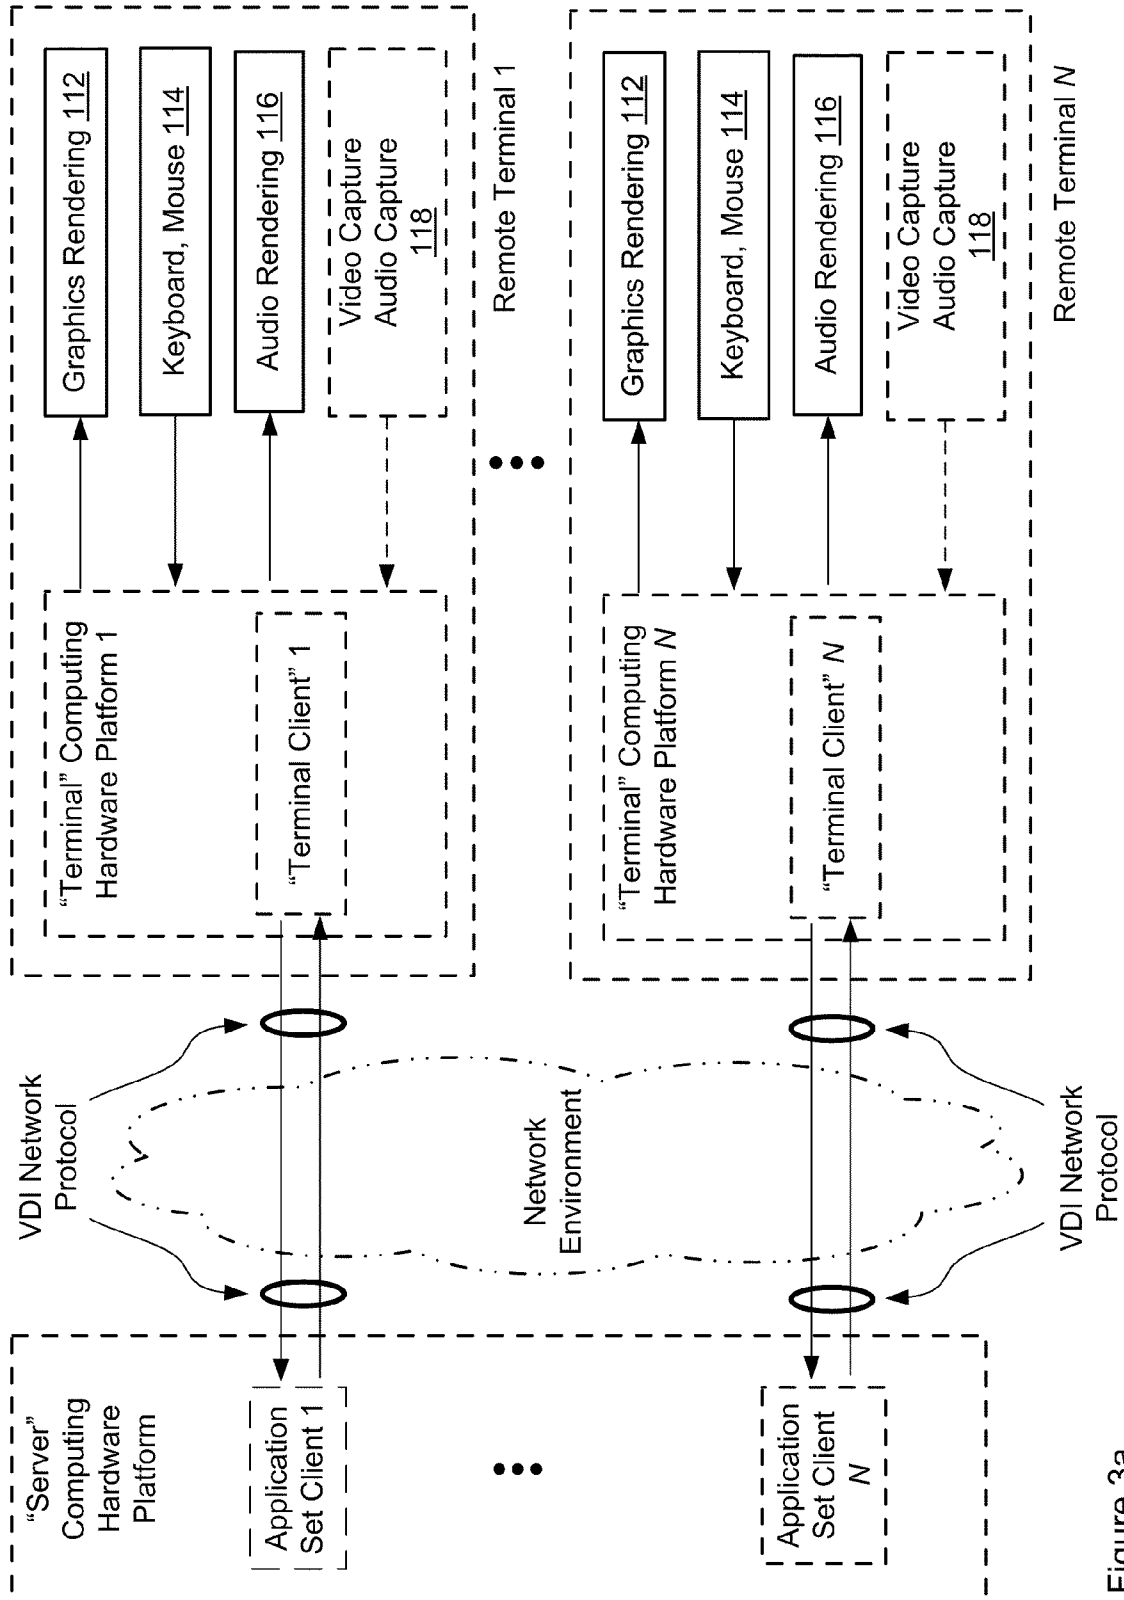 “Server”
Computing
Hardware
Platform
Application
Set Client 1
Application
Set Client
N
VDI Network
Protocol
Network
Environment
VDI Network
Protocol
“Terminal” Computing
Hardware Platform 1
“Terminal Client” 1
Graphics Rendering 112
Keyboard, Mouse 114
Audio Rendering 116
Video Capture
Audio Capture
118
Remote Terminal 1
“Terminal” Computing
Hardware Platform N
“Terminal Client” N
Graphics Rendering 112
Keyboard, Mouse 114
Audio Rendering 116
Video Capture
Audio Capture
118
Remote Terminal N
Figure 3a